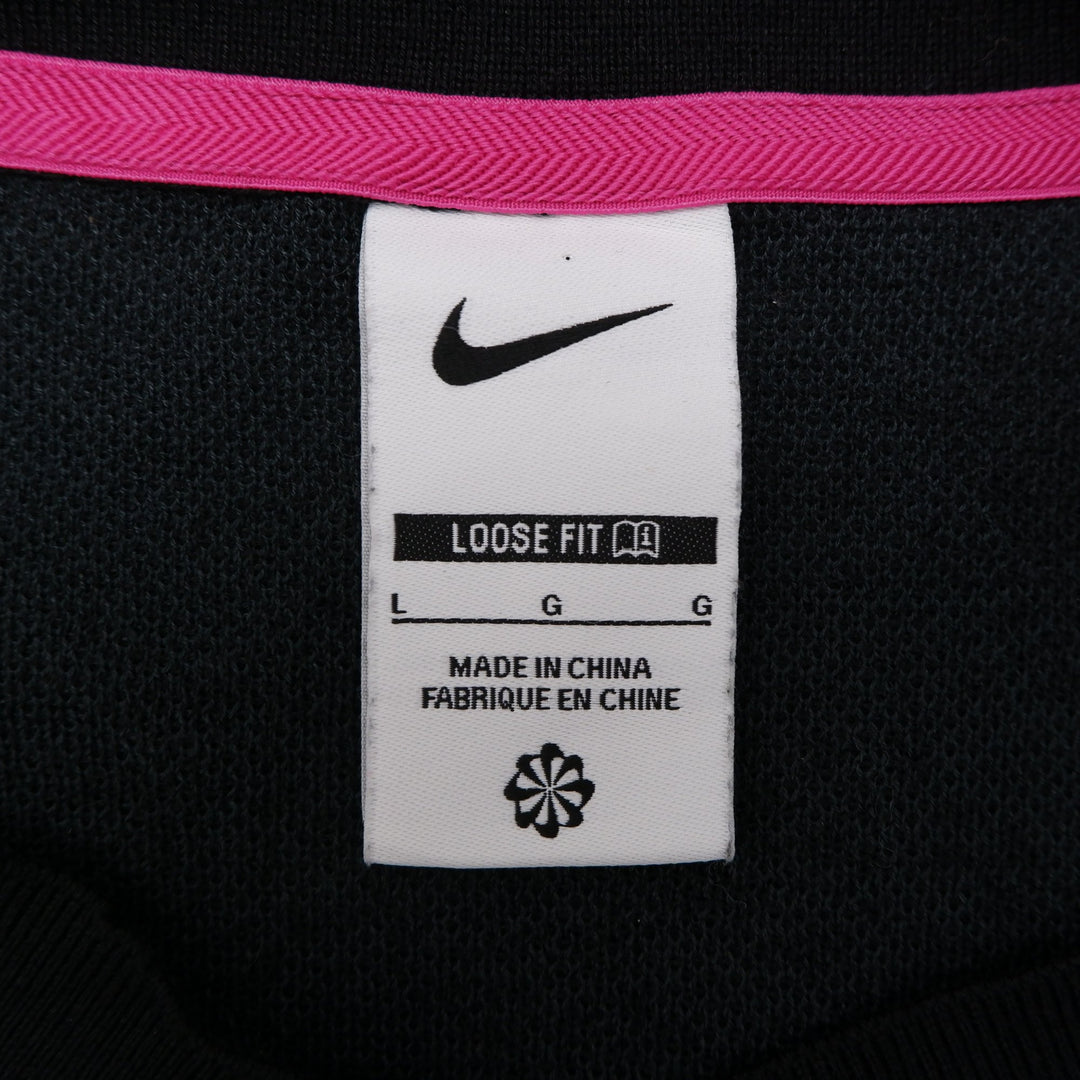 LOOSE FIT
L G G
MADE IN CHINA
FABRIQUE EN CHINE